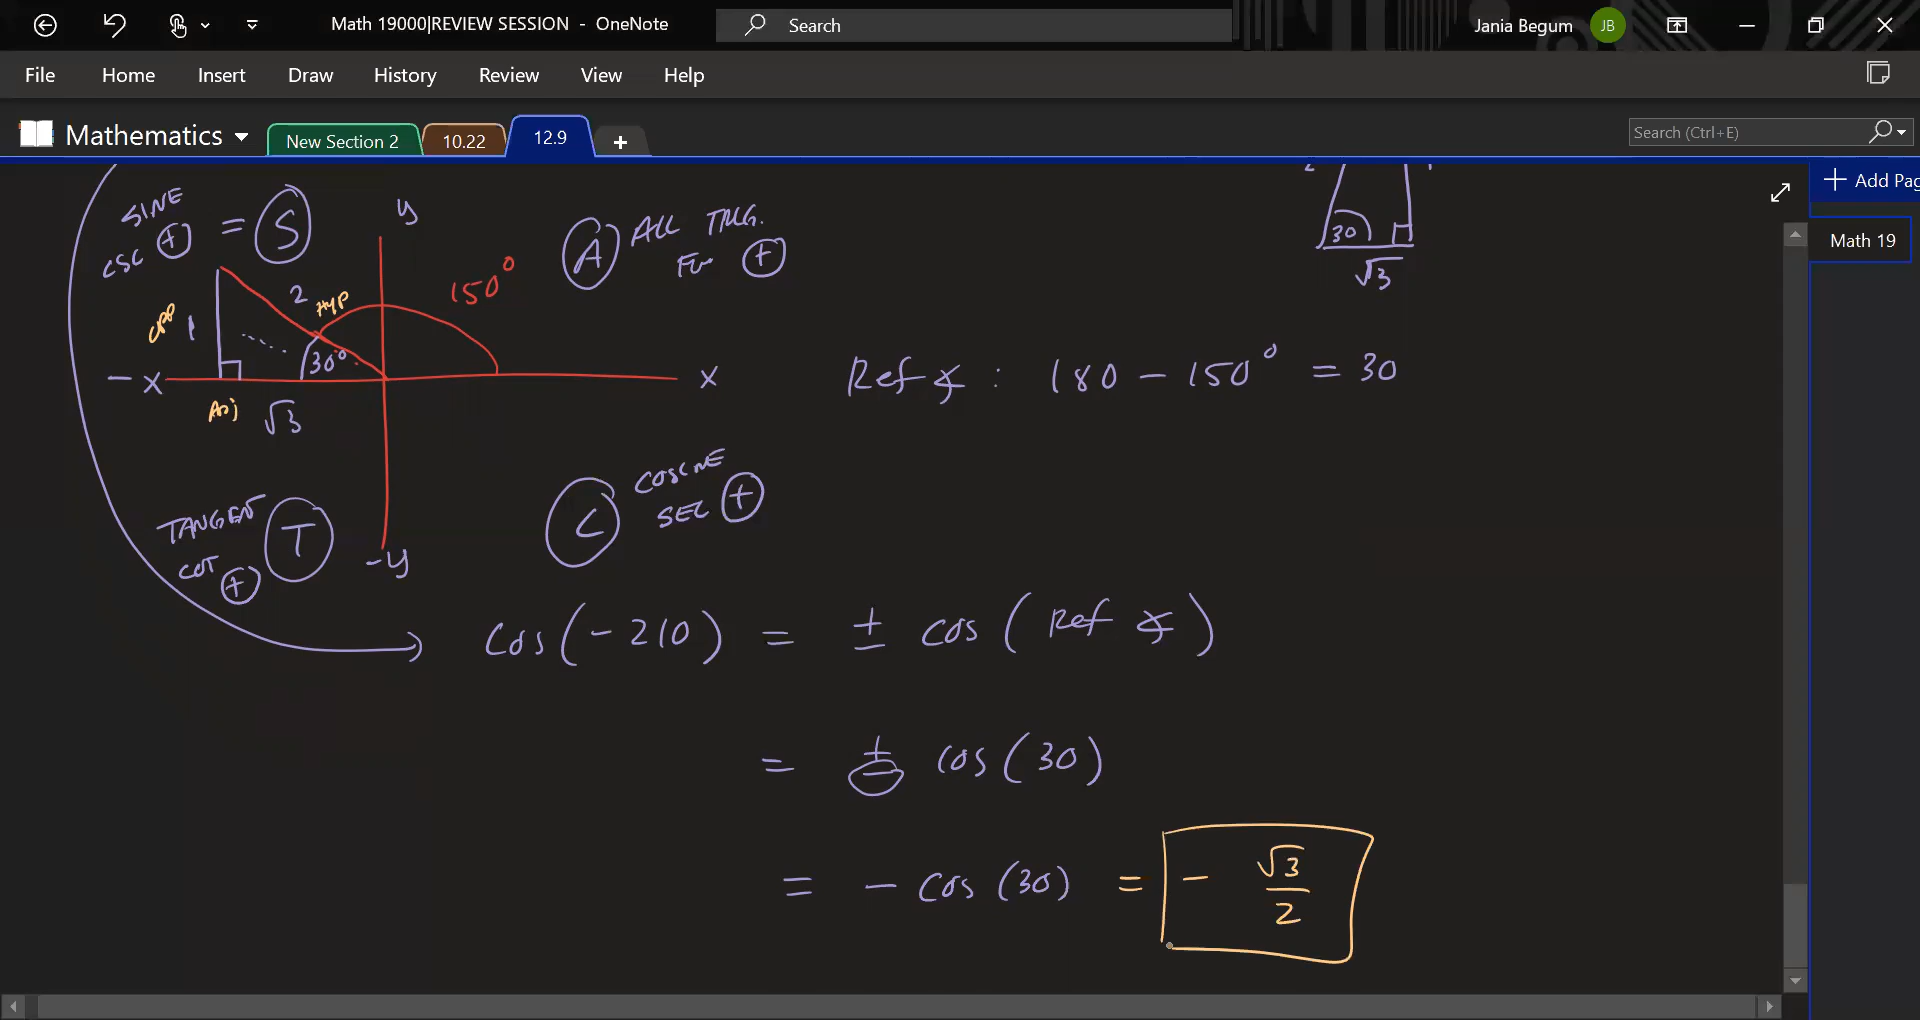 Math 19000|REVIEW SESSION - OneNote
Search
Jania Begum JB
File Home Insert Draw History Review View Help
Mathematics New Section 2 10.22 12.9 +
Search (Ctrl+E)
+ Add Pag
Math 19
SINE
CSC + = S
y
A ALL TRIG.
FU +
150°
2 HYP
OPP 1
30°
- x
x
Adj √3
30
√3
Ref ∡ : 180 - 150° = 30
COSINE
SEC +
C
TANGENT
COT +
T
-y
Cos(-210) = ± cos(Ref ∡)
= ± cos(30)
= - cos(30) = - √3/2